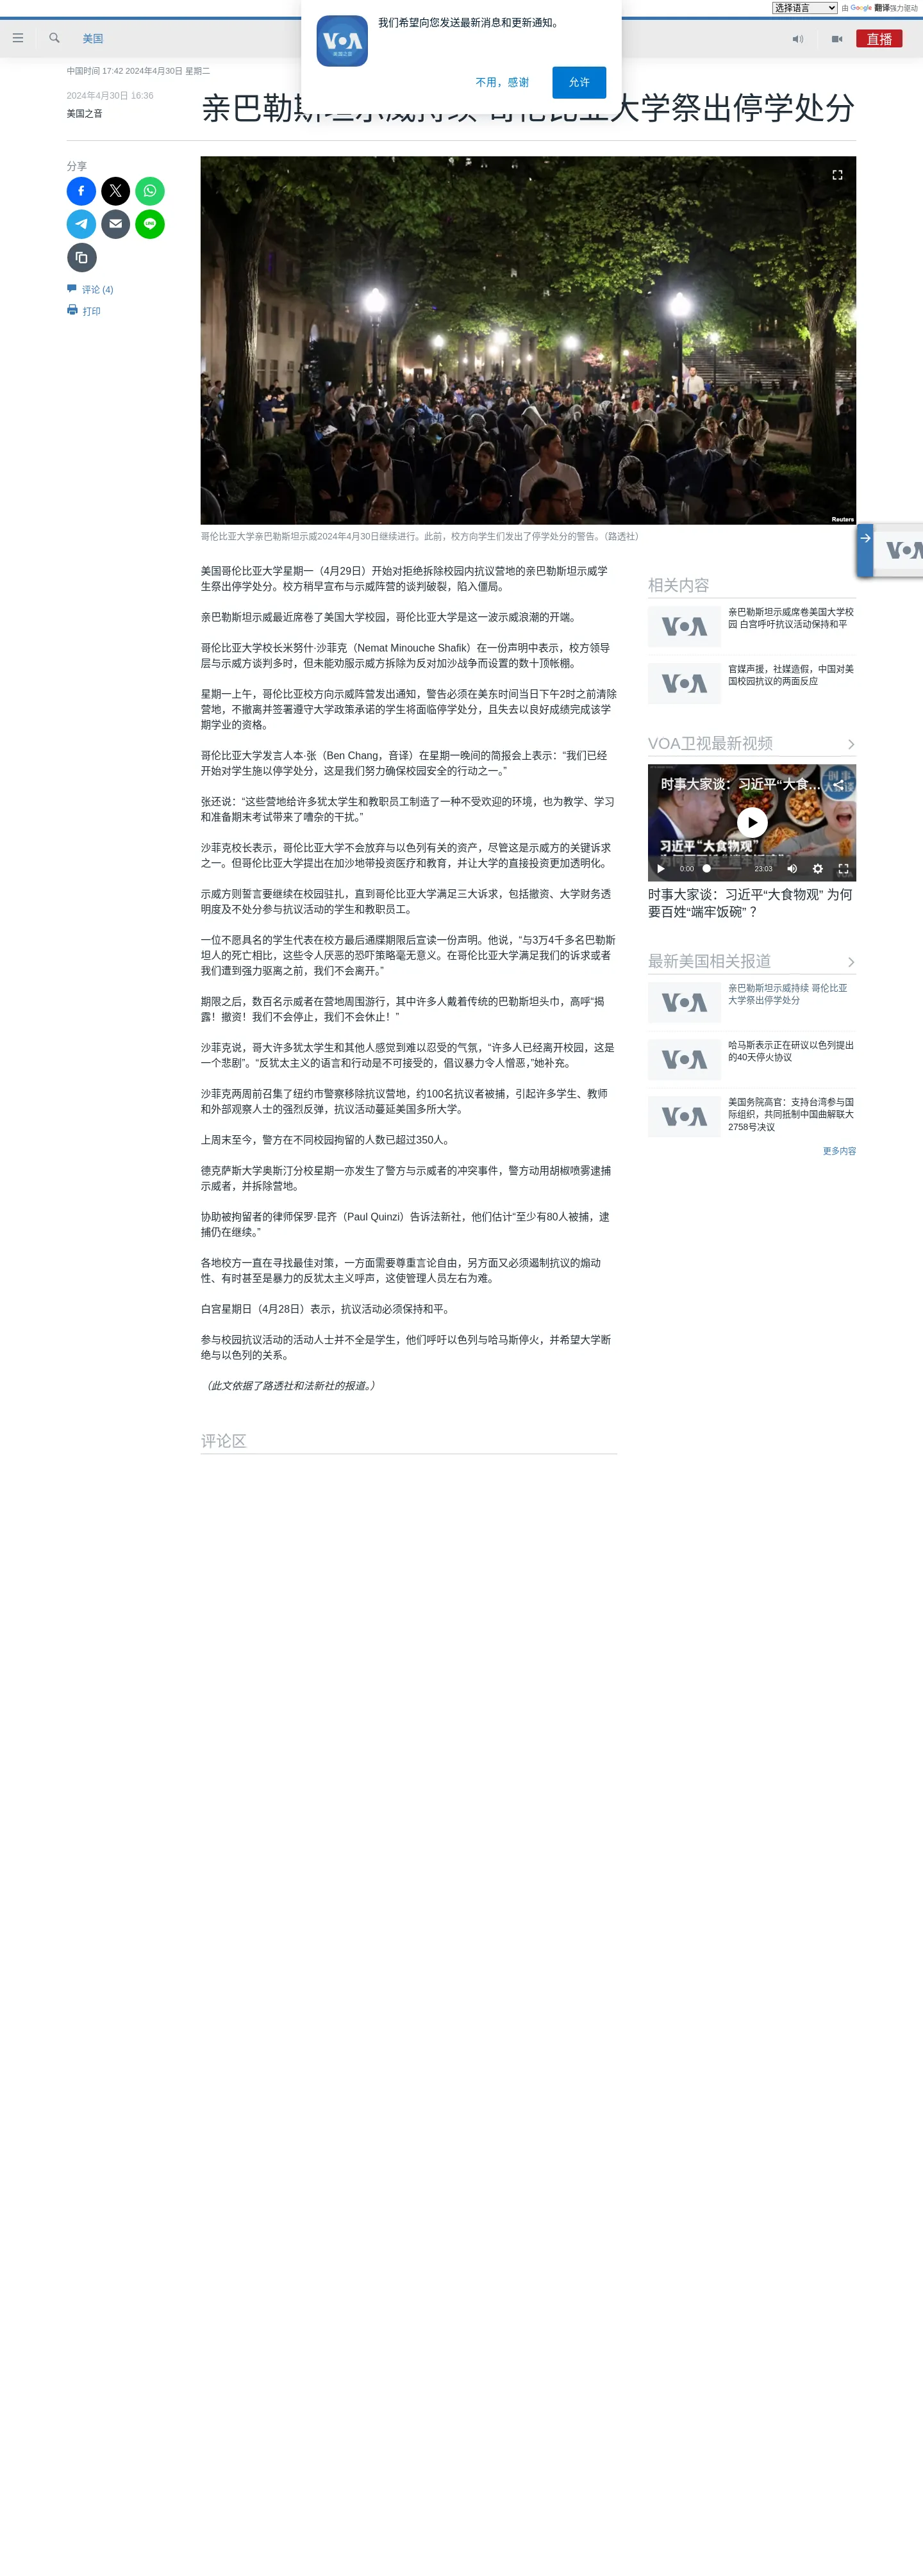 选择语言 由 Google 翻译强力驱动
我们希望向您发送最新消息和更新通知。
VOA
美国之音
不用，感谢
允许
美国
直播
中国时间 17:42 2024年4月30日 星期二
2024年4月30日 16:36
美国之音
亲巴勒斯坦示威持续 哥伦比亚大学祭出停学处分
分享
LINE
评论 (4)
打印
Reuters
哥伦比亚大学亲巴勒斯坦示威2024年4月30日继续进行。此前，校方向学生们发出了停学处分的警告。（路透社）
美国哥伦比亚大学星期一（4月29日）开始对拒绝拆除校园内抗议营地的亲巴勒斯坦示威学
生祭出停学处分。校方稍早宣布与示威阵营的谈判破裂，陷入僵局。
亲巴勒斯坦示威最近席卷了美国大学校园，哥伦比亚大学是这一波示威浪潮的开端。
哥伦比亚大学校长米努什·沙菲克（Nemat Minouche Shafik）在一份声明中表示，校方领导
层与示威方谈判多时，但未能劝服示威方拆除为反对加沙战争而设置的数十顶帐棚。
星期一上午，哥伦比亚校方向示威阵营发出通知，警告必须在美东时间当日下午2时之前清除
营地，不撤离并签署遵守大学政策承诺的学生将面临停学处分，且失去以良好成绩完成该学
期学业的资格。
哥伦比亚大学发言人本·张（Ben Chang，音译）在星期一晚间的简报会上表示：“我们已经
开始对学生施以停学处分，这是我们努力确保校园安全的行动之一。”
张还说：“这些营地给许多犹太学生和教职员工制造了一种不受欢迎的环境，也为教学、学习
和准备期末考试带来了嘈杂的干扰。”
沙菲克校长表示，哥伦比亚大学不会放弃与以色列有关的资产，尽管这是示威方的关键诉求
之一。但哥伦比亚大学提出在加沙地带投资医疗和教育，并让大学的直接投资更加透明化。
示威方则誓言要继续在校园驻扎，直到哥伦比亚大学满足三大诉求，包括撤资、大学财务透
明度及不处分参与抗议活动的学生和教职员工。
一位不愿具名的学生代表在校方最后通牒期限后宣读一份声明。他说，“与3万4千多名巴勒斯
坦人的死亡相比，这些令人厌恶的恐吓策略毫无意义。在哥伦比亚大学满足我们的诉求或者
我们遭到强力驱离之前，我们不会离开。”
期限之后，数百名示威者在营地周围游行，其中许多人戴着传统的巴勒斯坦头巾，高呼“揭
露！撤资！我们不会停止，我们不会休止！”
沙菲克说，哥大许多犹太学生和其他人感觉到难以忍受的气氛，“许多人已经离开校园，这是
一个悲剧”。“反犹太主义的语言和行动是不可接受的，倡议暴力令人憎恶，”她补充。
沙菲克两周前召集了纽约市警察移除抗议营地，约100名抗议者被捕，引起许多学生、教师
和外部观察人士的强烈反弹，抗议活动蔓延美国多所大学。
上周末至今，警方在不同校园拘留的人数已超过350人。
德克萨斯大学奥斯汀分校星期一亦发生了警方与示威者的冲突事件，警方动用胡椒喷雾逮捕
示威者，并拆除营地。
协助被拘留者的律师保罗·昆齐（Paul Quinzi）告诉法新社，他们估计“至少有80人被捕，逮
捕仍在继续。”
各地校方一直在寻找最佳对策，一方面需要尊重言论自由，另方面又必须遏制抗议的煽动
性、有时甚至是暴力的反犹太主义呼声，这使管理人员左右为难。
白宫星期日（4月28日）表示，抗议活动必须保持和平。
参与校园抗议活动的活动人士并不全是学生，他们呼吁以色列与哈马斯停火，并希望大学断
绝与以色列的关系。
（此文依据了路透社和法新社的报道。）
评论区
VOA
相关内容
VOA
亲巴勒斯坦示威席卷美国大学校
园 白宫呼吁抗议活动保持和平
VOA
官媒声援，社媒造假，中国对美
国校园抗议的两面反应
VOA卫视最新视频
时事大家谈：习近平“大食…
习近平“大食物观”
0:00
23:03
时事大家谈：习近平“大食物观” 为何
要百姓“端牢饭碗”？
最新美国相关报道
VOA
亲巴勒斯坦示威持续 哥伦比亚
大学祭出停学处分
VOA
哈马斯表示正在研议以色列提出
的40天停火协议
VOA
美国务院高官：支持台湾参与国
际组织，共同抵制中国曲解联大
2758号决议
更多内容